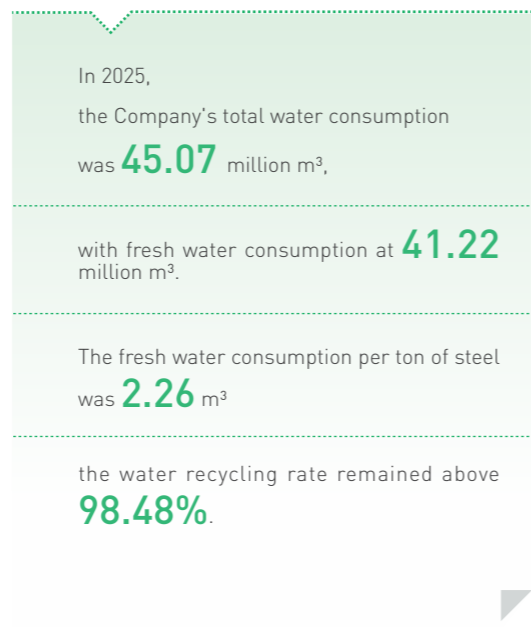 In 2025,
the Company's total water consumption
was 45.07 million m³,
with fresh water consumption at 41.22
million m³.
The fresh water consumption per ton of steel
was 2.26 m³
the water recycling rate remained above
98.48%.